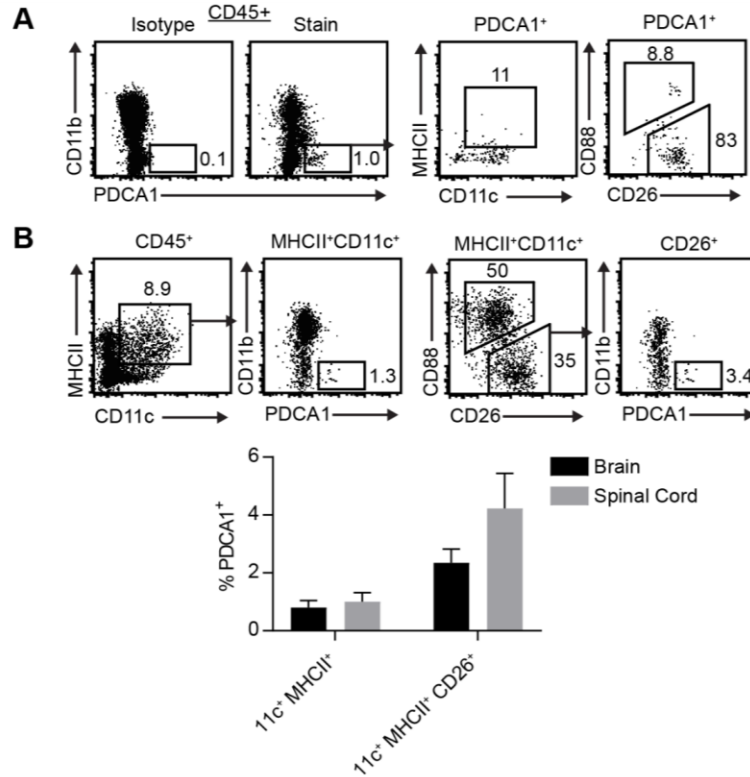 A
CD45+
Isotype
Stain
PDCA1⁺
PDCA1⁺
CD11b
0.1
1.0
PDCA1
MHCII
11
CD11c
CD88
8.8
83
CD26
B
CD45⁺
MHCII⁺CD11c⁺
MHCII⁺CD11c⁺
CD26⁺
MHCII
8.9
CD11c
CD11b
1.3
PDCA1
CD88
50
35
CD26
CD11b
3.4
PDCA1
% PDCA1⁺
6
4
2
0
Brain
Spinal Cord
11c⁺ MHCII⁺
11c⁺ MHCII⁺ CD26⁺